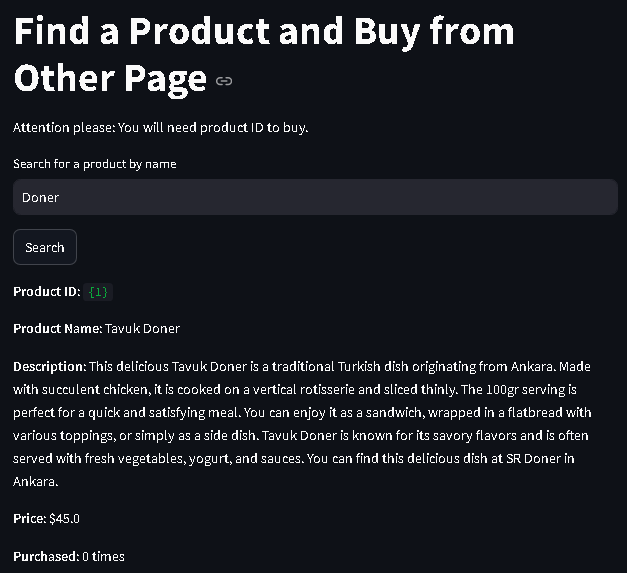 Find a Product and Buy from
Other Page
Attention please: You will need product ID to buy.
Search for a product by name
Doner
Search
Product ID: {1}
Product Name: Tavuk Doner
Description: This delicious Tavuk Doner is a traditional Turkish dish originating from Ankara. Made
with succulent chicken, it is cooked on a vertical rotisserie and sliced thinly. The 100gr serving is
perfect for a quick and satisfying meal. You can enjoy it as a sandwich, wrapped in a flatbread with
various toppings, or simply as a side dish. Tavuk Doner is known for its savory flavors and is often
served with fresh vegetables, yogurt, and sauces. You can find this delicious dish at SR Doner in
Ankara.
Price: $45.0
Purchased: 0 times